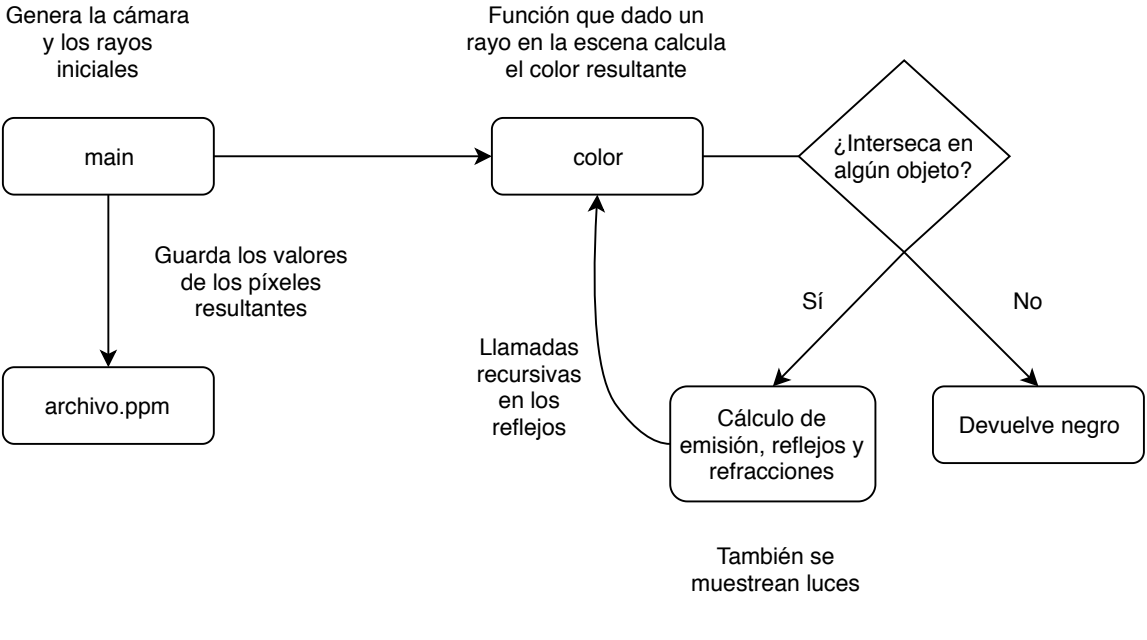 Genera la cámara
y los rayos
iniciales
Función que dado un
rayo en la escena calcula
el color resultante
main
color
¿Interseca en
algún objeto?
Guarda los valores
de los píxeles
resultantes
Sí
No
Llamadas
recursivas
en los
reflejos
archivo.ppm
Cálculo de
emisión, reflejos y
refracciones
Devuelve negro
También se
muestrean luces